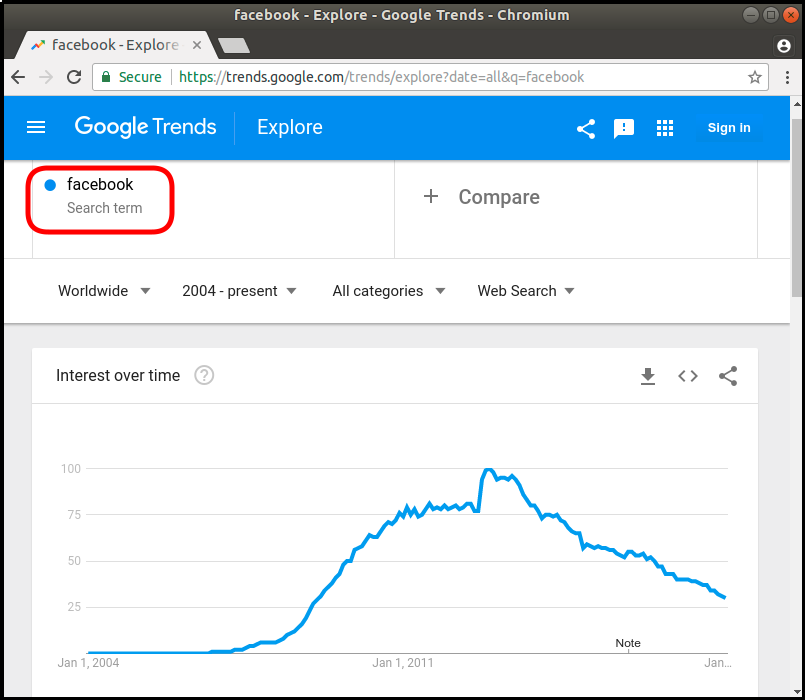 facebook - Explore - Google Trends - Chromium
facebook - Explore
Secure https://trends.google.com/trends/explore?date=all&q=facebook
Google Trends Explore Sign in
facebook
Search term
+ Compare
Worldwide 2004 - present All categories Web Search
Interest over time ?
100
75
50
25
Note
Jan 1, 2004 Jan 1, 2011 Jan...